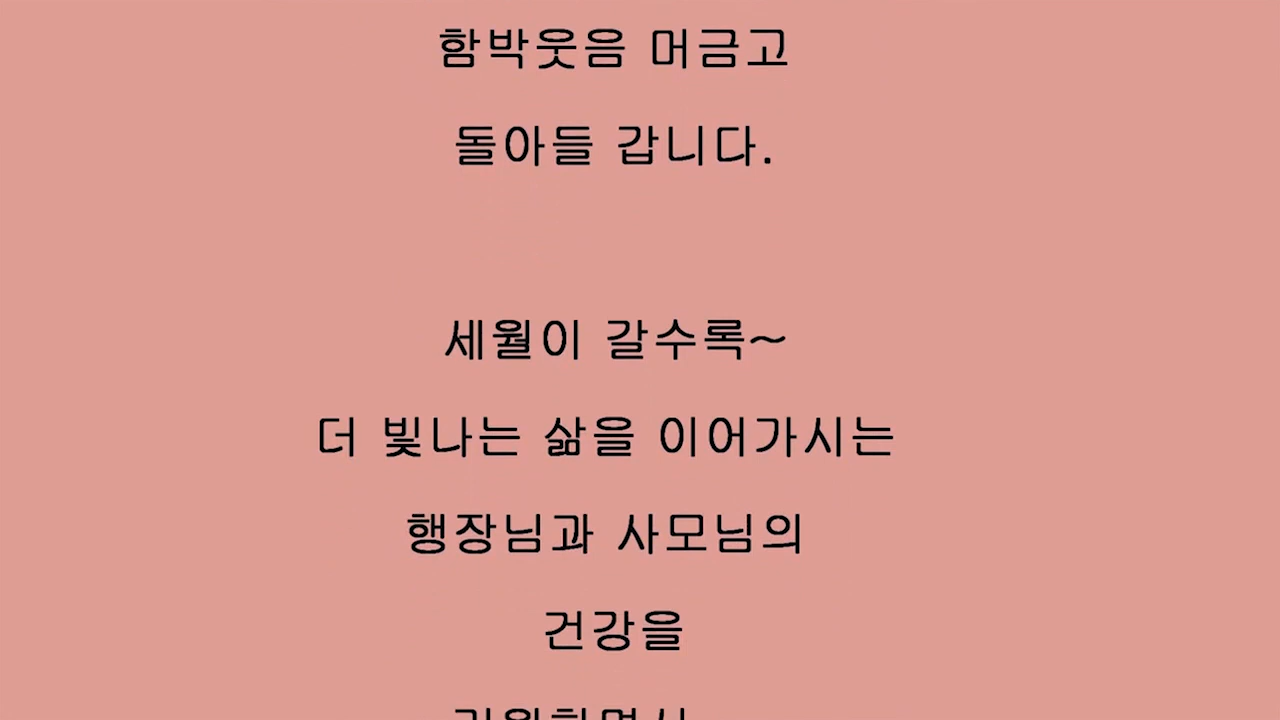 함박웃음 머금고
돌아들 갑니다.
세월이 갈수록~
더 빛나는 삶을 이어가시는
행장님과 사모님의
건강을